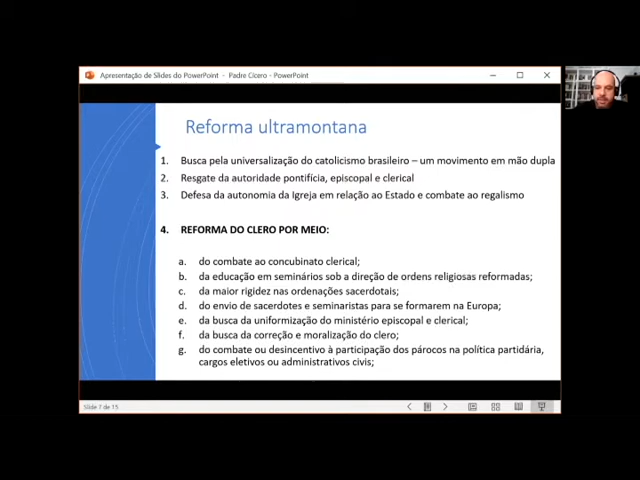 Apresentação de Slides do PowerPoint - Padre Cícero - PowerPoint
Reforma ultramontana
1. Busca pela universalização do catolicismo brasileiro – um movimento em mão dupla
2. Resgate da autoridade pontifícia, episcopal e clerical
3. Defesa da autonomia da Igreja em relação ao Estado e combate ao regalismo
4. REFORMA DO CLERO POR MEIO:
a. do combate ao concubinato clerical;
b. da educação em seminários sob a direção de ordens religiosas reformadas;
c. da maior rigidez nas ordenações sacerdotais;
d. do envio de sacerdotes e seminaristas para se formarem na Europa;
e. da busca da uniformização do ministério episcopal e clerical;
f. da busca da correção e moralização do clero;
g. do combate ou desincentivo à participação dos párocos na política partidária,
cargos eletivos ou administrativos civis;
Slide 7 de 15